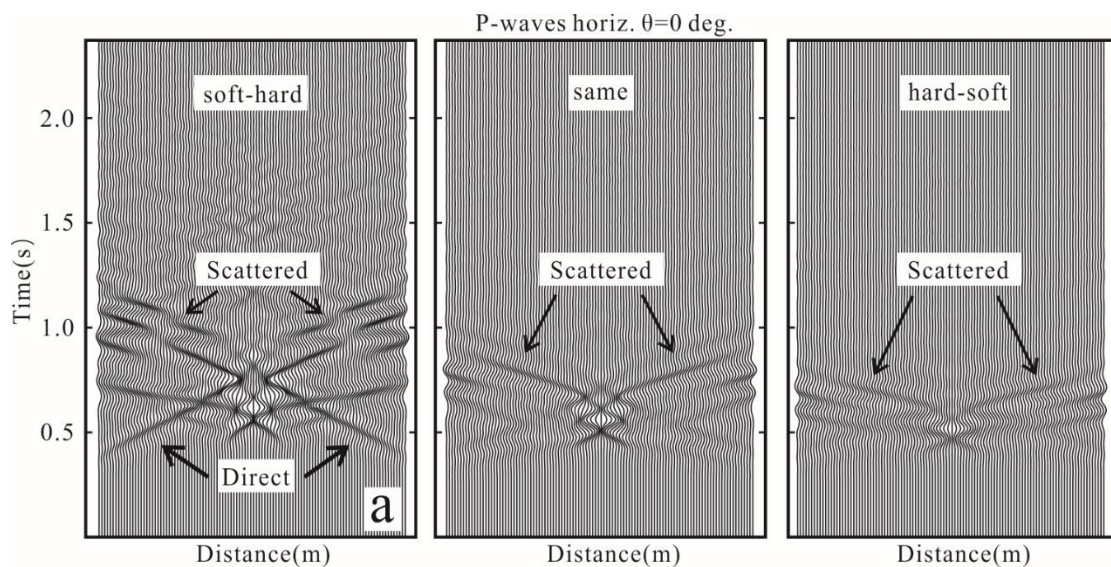 P-waves horiz. θ=0 deg.
soft-hard
same
hard-soft
Time(s)
2.0
1.5
1.0
0.5
Scattered
Scattered
Scattered
Direct
a
Distance(m)
Distance(m)
Distance(m)